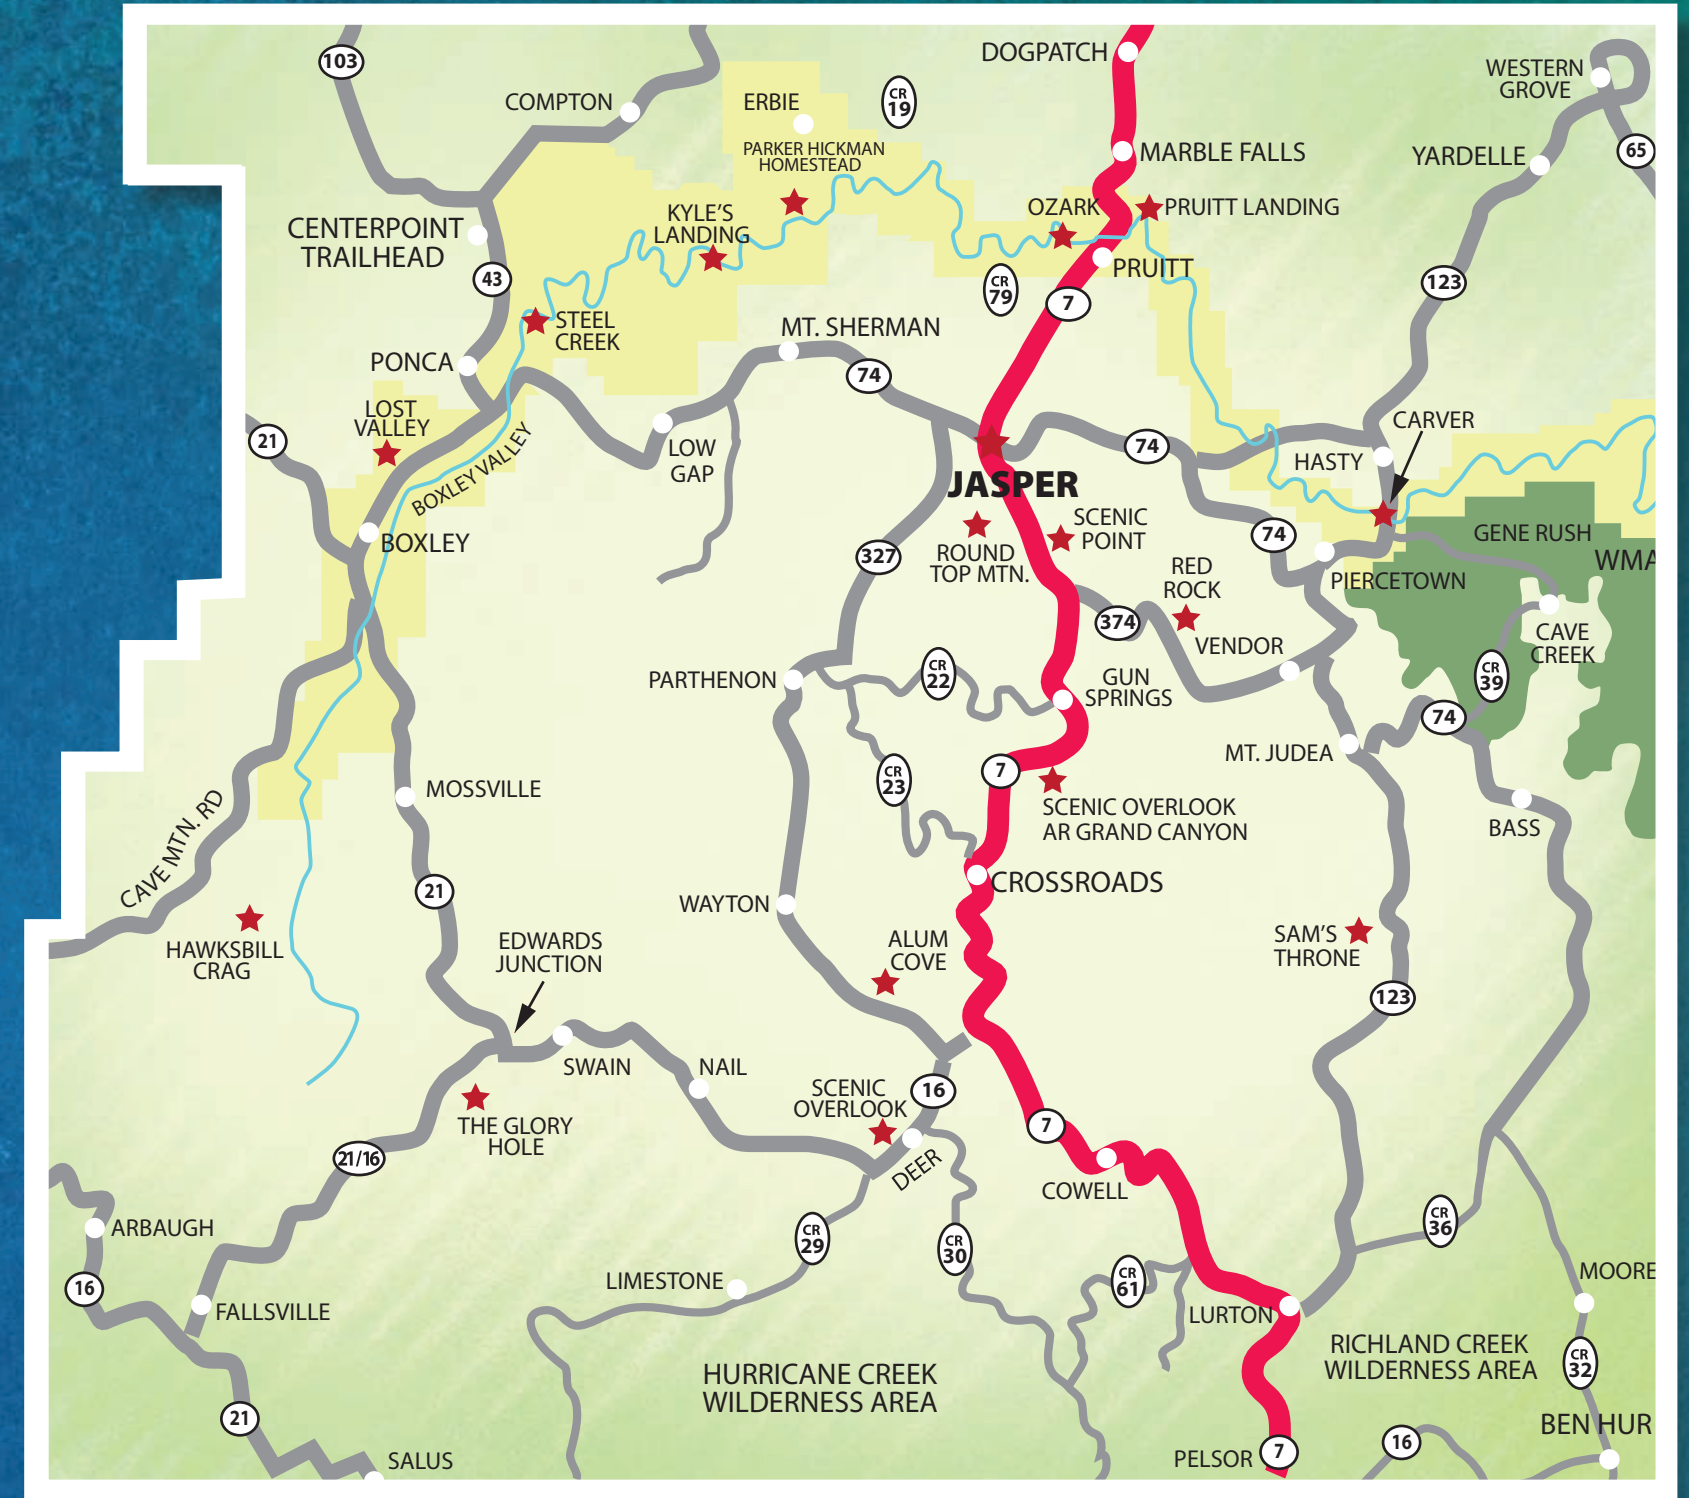 DOGPATCH
103
WESTERN
GROVE
COMPTON
ERBIE
CR
19
PARKER HICKMAN
HOMESTEAD
MARBLE FALLS
YARDELLE
65
CENTERPOINT
TRAILHEAD
KYLE'S
LANDING
OZARK
PRUITT LANDING
43
CR
79
PRUITT
7
123
STEEL
CREEK
MT. SHERMAN
PONCA
74
LOST
VALLEY
21
BOXLEY VALLEY
LOW
GAP
74
CARVER
HASTY
JASPER
BOXLEY
327
ROUND
TOP MTN.
SCENIC
POINT
74
GENE RUSH
WMA
RED
ROCK
PIERCETOWN
374
VENDOR
CAVE
CREEK
PARTHENON
CR
22
GUN
SPRINGS
CR
39
74
MT. JUDEA
CR
23
7
MOSSVILLE
CAVE MTN. RD
SCENIC OVERLOOK
AR GRAND CANYON
BASS
21
CROSSROADS
WAYTON
HAWKSBILL
CRAG
EDWARDS
JUNCTION
ALUM
COVE
SAM'S
THRONE
123
SWAIN
NAIL
SCENIC
OVERLOOK
16
THE GLORY
HOLE
7
21/16
DEER
COWELL
ARBAUGH
CR
29
CR
30
CR
36
16
LIMESTONE
CR
61
MOORE
FALLSVILLE
LURTON
HURRICANE CREEK
WILDERNESS AREA
RICHLAND CREEK
WILDERNESS AREA
CR
32
21
BEN HUR
SALUS
PELSOR
7
16